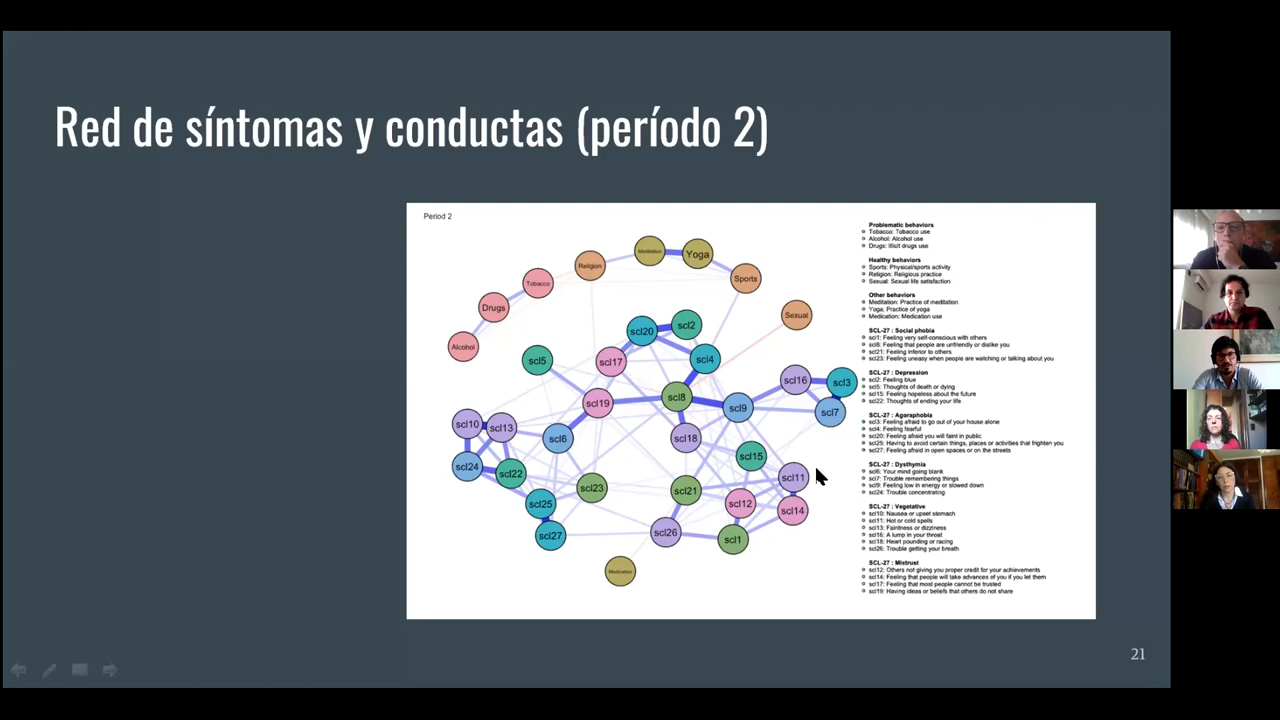 Red de síntomas y conductas (período 2)
Period 2
Meditation
Yoga
Religion
Sports
Tobacco
Drugs
Sexual
Alcohol
scl20
scl2
scl5
scl17
scl4
scl16
scl3
scl19
scl8
scl9
scl7
scl10
scl13
scl6
scl18
scl15
scl24
scl22
scl11
scl23
scl21
scl25
scl12
scl14
scl27
scl26
scl1
Medication
Problematic behaviors
Tobacco: Tobacco use
Alcohol: Alcohol use
Drugs: Illicit drugs use
Healthy behaviors
Sports: Physical/sports activity
Religion: Religious practice
Sexual: Sexual life satisfaction
Other behaviors
Meditation: Practice of meditation
Yoga: Practice of yoga
Medication: Medication use
SCL-27 : Social phobia
scl1: Feeling very self-conscious with others
scl8: Feeling that people are unfriendly or dislike you
scl21: Feeling inferior to others
scl23: Feeling uneasy when people are watching or talking about you
SCL-27 : Depression
scl2: Feeling blue
scl5: Thoughts of death or dying
scl15: Feeling hopeless about the future
scl22: Thoughts of ending your life
SCL-27 : Agoraphobia
scl3: Feeling afraid to go out of your house alone
scl4: Feeling fearful
scl20: Feeling afraid you will faint in public
scl25: Having to avoid certain things, places or activities that frighten you
scl27: Feeling afraid in open spaces or on the streets
SCL-27 : Dysthymia
scl6: Your mind going blank
scl7: Trouble remembering things
scl9: Feeling low in energy or slowed down
scl24: Trouble concentrating
SCL-27 : Vegetative
scl10: Nausea or upset stomach
scl11: Hot or cold spells
scl13: Faintness or dizziness
scl16: A lump in your throat
scl18: Heart pounding or racing
scl26: Trouble getting your breath
SCL-27 : Mistrust
scl12: Others not giving you proper credit for your achievements
scl14: Feeling that people will take advances of you if you let them
scl17: Feeling that most people cannot be trusted
scl19: Having ideas or beliefs that others do not share
21